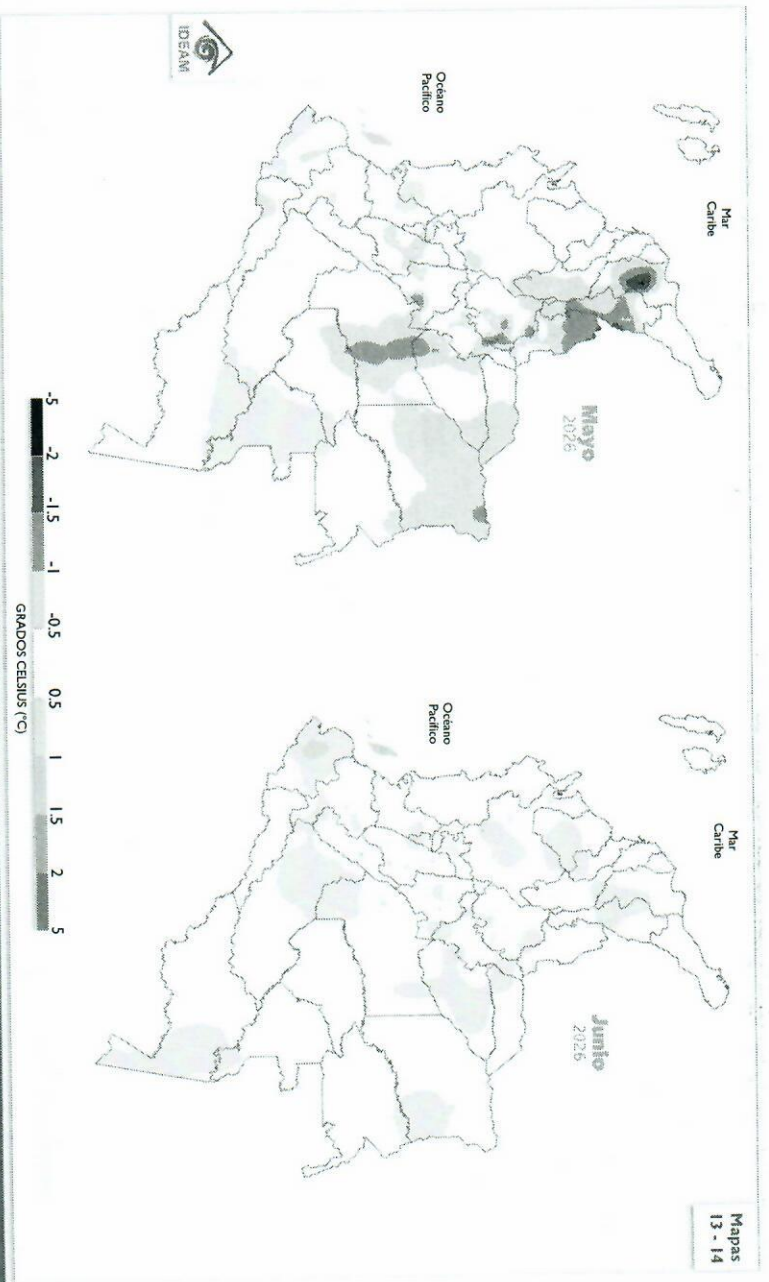 Mapas
13 - 14
Mar
Caribe
Mayo
2026
Océano
Pacífico
IDEAM
Mar
Caribe
Junio
2026
Océano
Pacífico
-5 -2 -1.5 -1 -0.5 0.5 1 1.5 2 5
GRADOS CELSIUS (°C)